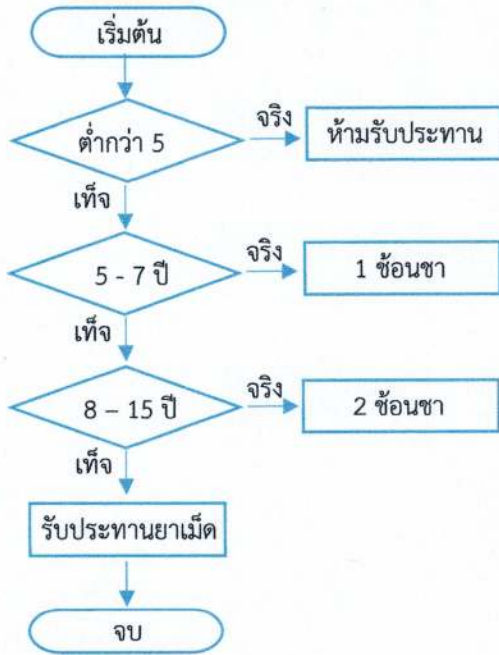 เริ่มต้น
ต่ำกว่า 5
จริง
ห้ามรับประทาน
เท็จ
5 - 7 ปี
จริง
1 ช้อนชา
เท็จ
8 – 15 ปี
จริง
2 ช้อนชา
เท็จ
รับประทานยาเม็ด
จบ